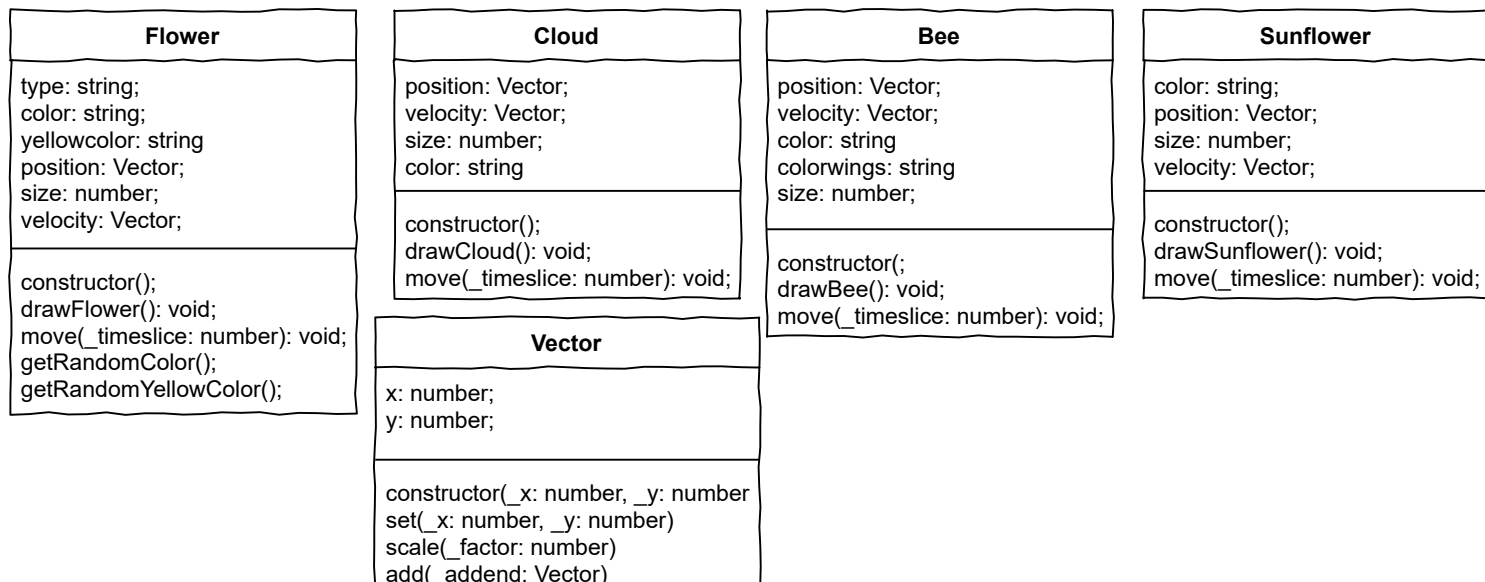 Flower
type: string;
color: string;
yellowcolor: string
position: Vector;
size: number;
velocity: Vector;
constructor();
drawFlower(): void;
move(_timeslice: number): void;
getRandomColor();
getRandomYellowColor();
Cloud
position: Vector;
velocity: Vector;
size: number;
color: string
constructor();
drawCloud(): void;
move(_timeslice: number): void;
Bee
position: Vector;
velocity: Vector;
color: string
colorwings: string
size: number;
constructor(;
drawBee(): void;
move(_timeslice: number): void;
Sunflower
color: string;
position: Vector;
size: number;
velocity: Vector;
constructor();
drawSunflower(): void;
move(_timeslice: number): void;
Vector
x: number;
y: number;
constructor(_x: number, _y: number
set(_x: number, _y: number)
scale(_factor: number)
add(_addend: Vector)